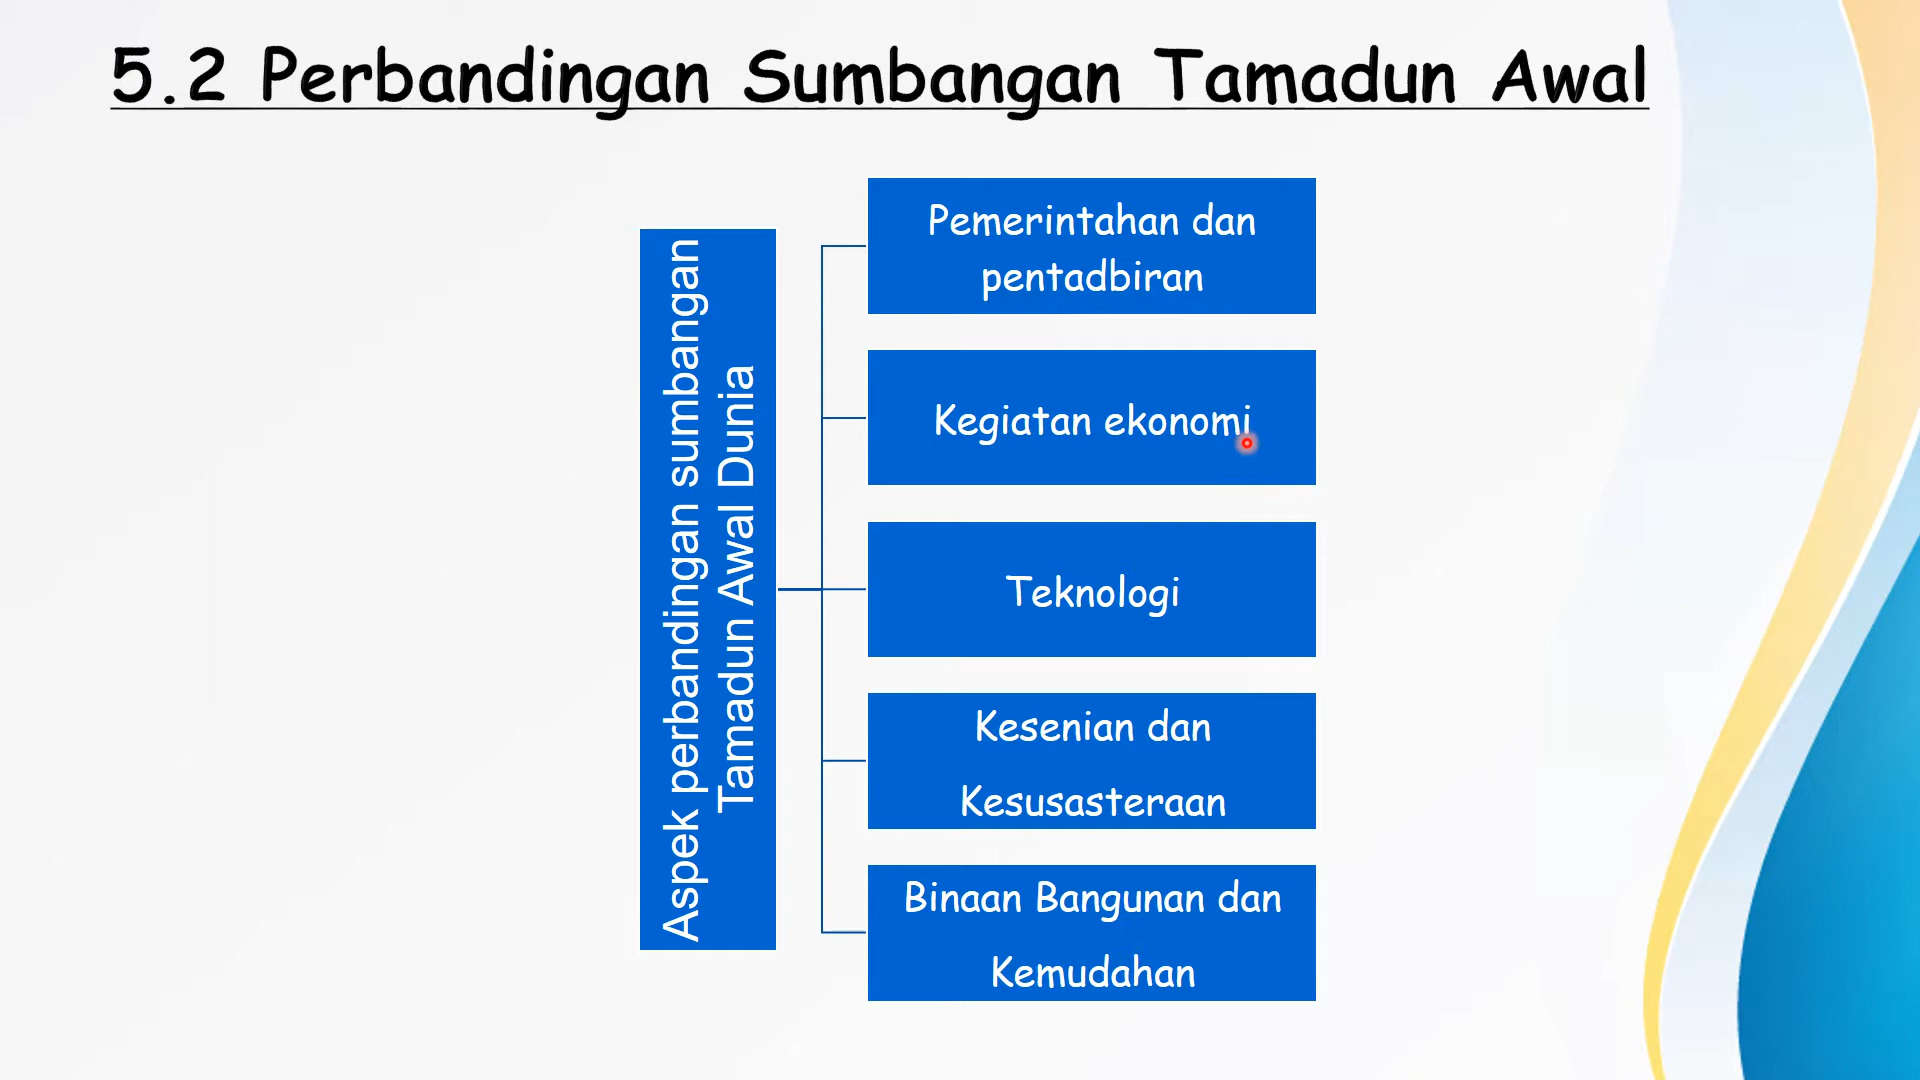 5.2 Perbandingan Sumbangan Tamadun Awal
Aspek perbandingan sumbangan
Tamadun Awal Dunia
Pemerintahan dan
pentadbiran
Kegiatan ekonomi
Teknologi
Kesenian dan
Kesusasteraan
Binaan Bangunan dan
Kemudahan